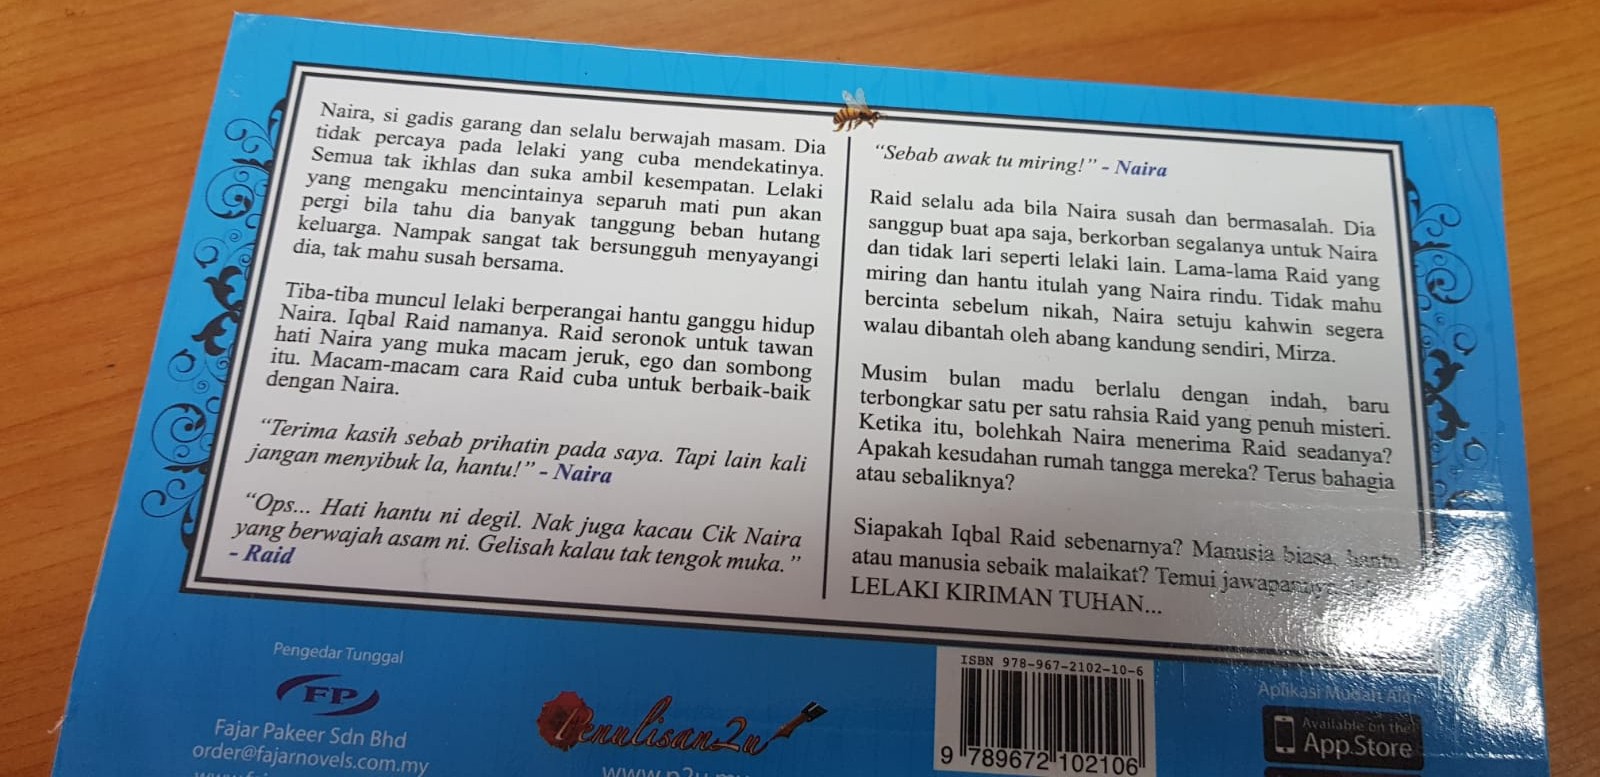 Naira, si gadis garang dan selalu berwajah masam. Dia
tidak percaya pada lelaki yang cuba mendekatinya.
Semua tak ikhlas dan suka ambil kesempatan. Lelaki
yang mengaku mencintainya separuh mati pun akan
pergi bila tahu dia banyak tanggung beban hutang
keluarga. Nampak sangat tak bersungguh menyayangi
dia, tak mahu susah bersama.
Tiba-tiba muncul lelaki berperangai hantu ganggu hidup
Naira. Iqbal Raid namanya. Raid seronok untuk tawan
hati Naira yang muka macam jeruk, ego dan sombong
itu. Macam-macam cara Raid cuba untuk berbaik-baik
dengan Naira.
“Terima kasih sebab prihatin pada saya. Tapi lain kali
jangan menyibuk la, hantu!” - Naira
“Ops... Hati hantu ni degil. Nak juga kacau Cik Naira
yang berwajah asam ni. Gelisah kalau tak tengok muka.”
- Raid
“Sebab awak tu miring!” - Naira
Raid selalu ada bila Naira susah dan bermasalah. Dia
sanggup buat apa saja, berkorban segalanya untuk Naira
dan tidak lari seperti lelaki lain. Lama-lama Raid yang
miring dan hantu itulah yang Naira rindu. Tidak mahu
bercinta sebelum nikah, Naira setuju kahwin segera
walau dibantah oleh abang kandung sendiri, Mirza.
Musim bulan madu berlalu dengan indah, baru
terbongkar satu per satu rahsia Raid yang penuh misteri.
Ketika itu, bolehkah Naira menerima Raid seadanya?
Apakah kesudahan rumah tangga mereka? Terus bahagia
atau sebaliknya?
Siapakah Iqbal Raid sebenarnya? Manusia biasa, hantu
atau manusia sebaik malaikat? Temui jawapannya
LELAKI KIRIMAN TUHAN...
Pengedar Tunggal
FP
Fajar Pakeer Sdn Bhd
order@fajarnovels.com.my
Penulisan2u
ISBN 978-967-2102-10-6
9 789672 102106
Aplikasi Mudah Alih
Available on the
App Store